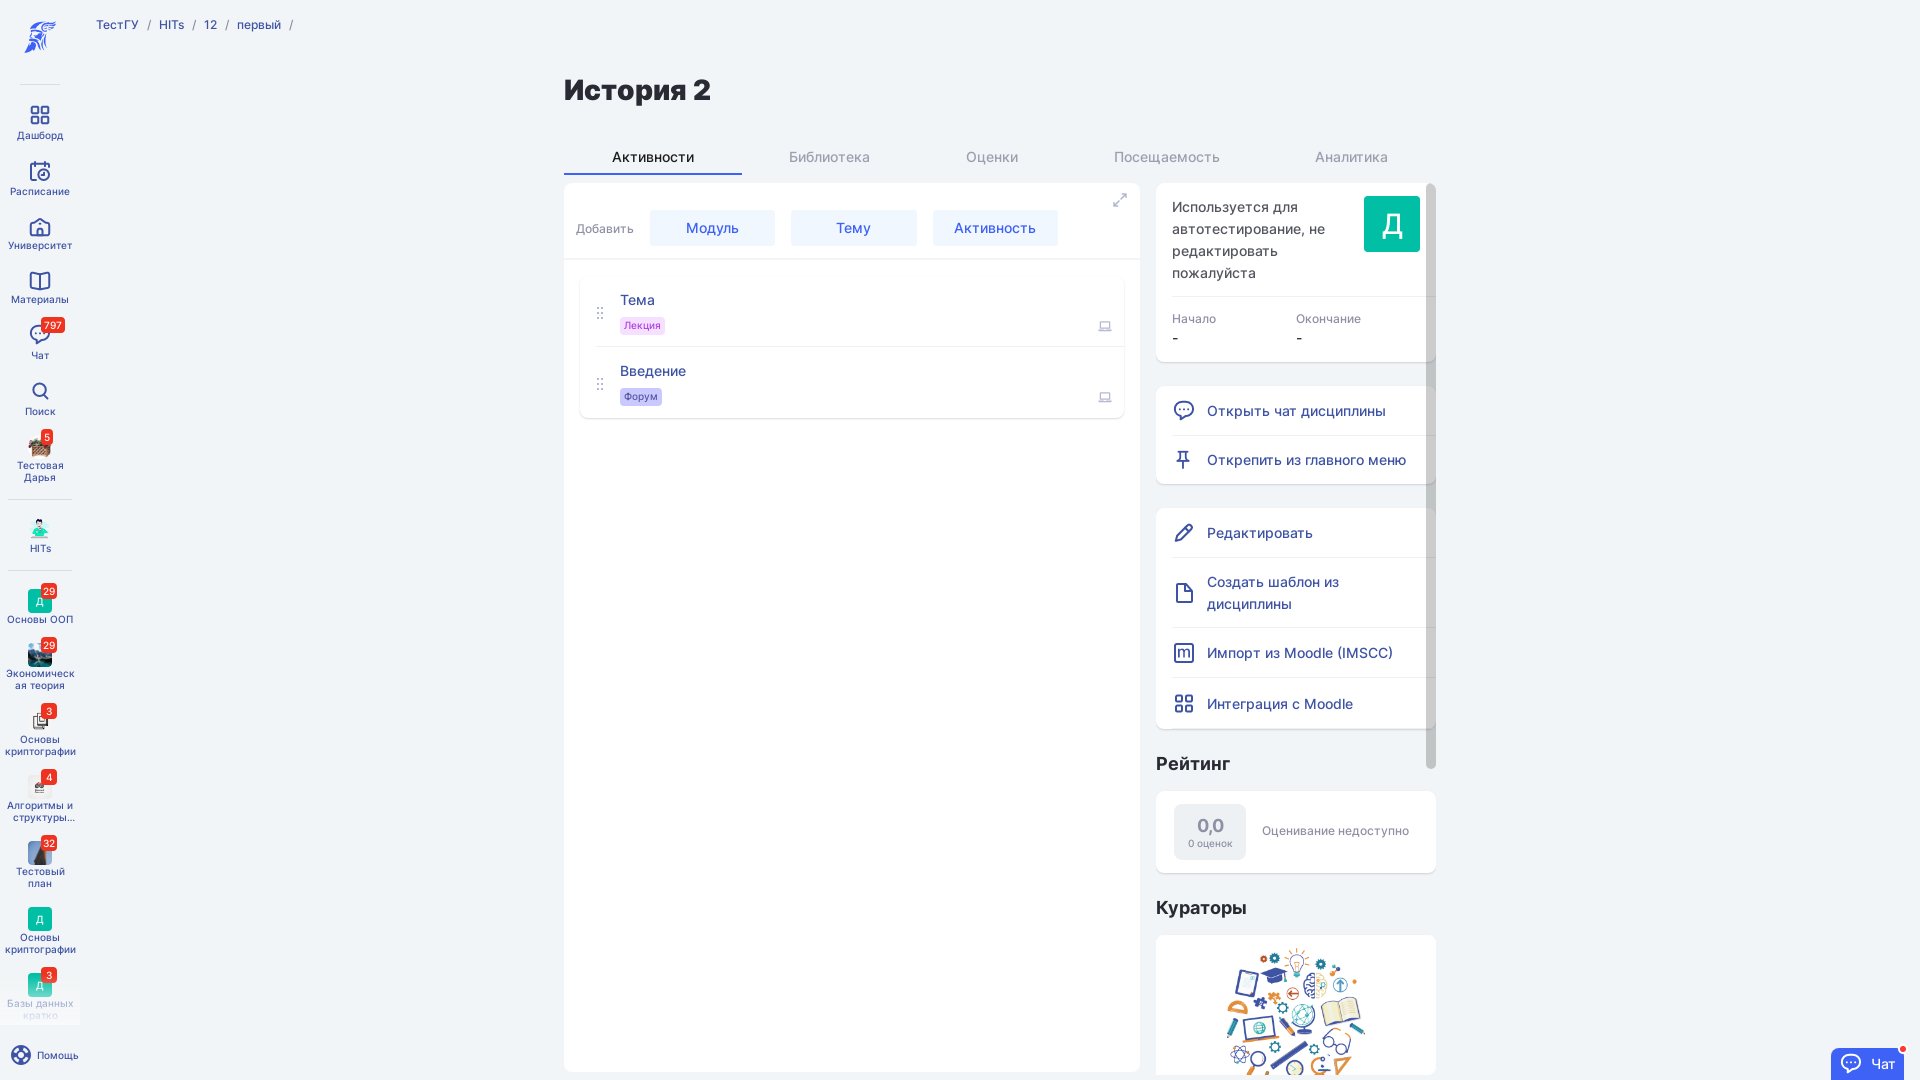 ТестГУ / HITs / 12 / первый /
Дашборд
Расписание
Университет
Материалы
797
Чат
Поиск
5
Тестовая
Дарья
HITs
29
Д
Основы ООП
29
Экономическ
ая теория
3
Основы
криптографии
4
Алгоритмы и
структуры...
32
Тестовый
план
Д
Основы
криптографии
3
Д
Базы данных
кратко
Помощь
История 2
Активности
Библиотека
Оценки
Посещаемость
Аналитика
Добавить
Модуль
Тему
Активность
Тема
Лекция
Введение
Форум
Используется для
автотестирование, не
редактировать
пожалуйста
Д
Начало
Окончание
-
-
Открыть чат дисциплины
Открепить из главного меню
Редактировать
Создать шаблон из
дисциплины
Импорт из Moodle (IMSCC)
Интеграция с Moodle
Рейтинг
0,0
0 оценок
Оценивание недоступно
Кураторы
Чат